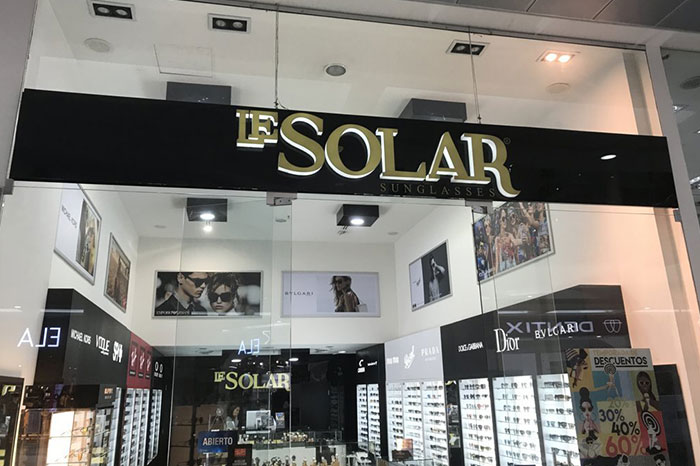 LE SOLAR
SUNGLASSES
BVLGARI
MICHAEL KORS
VOGUE
PRADA
DOLCE & GABBANA
Dior
BVLGARI
LE SOLAR
ABIERTO
DESCUENTOS
20%
30%
40%
60%